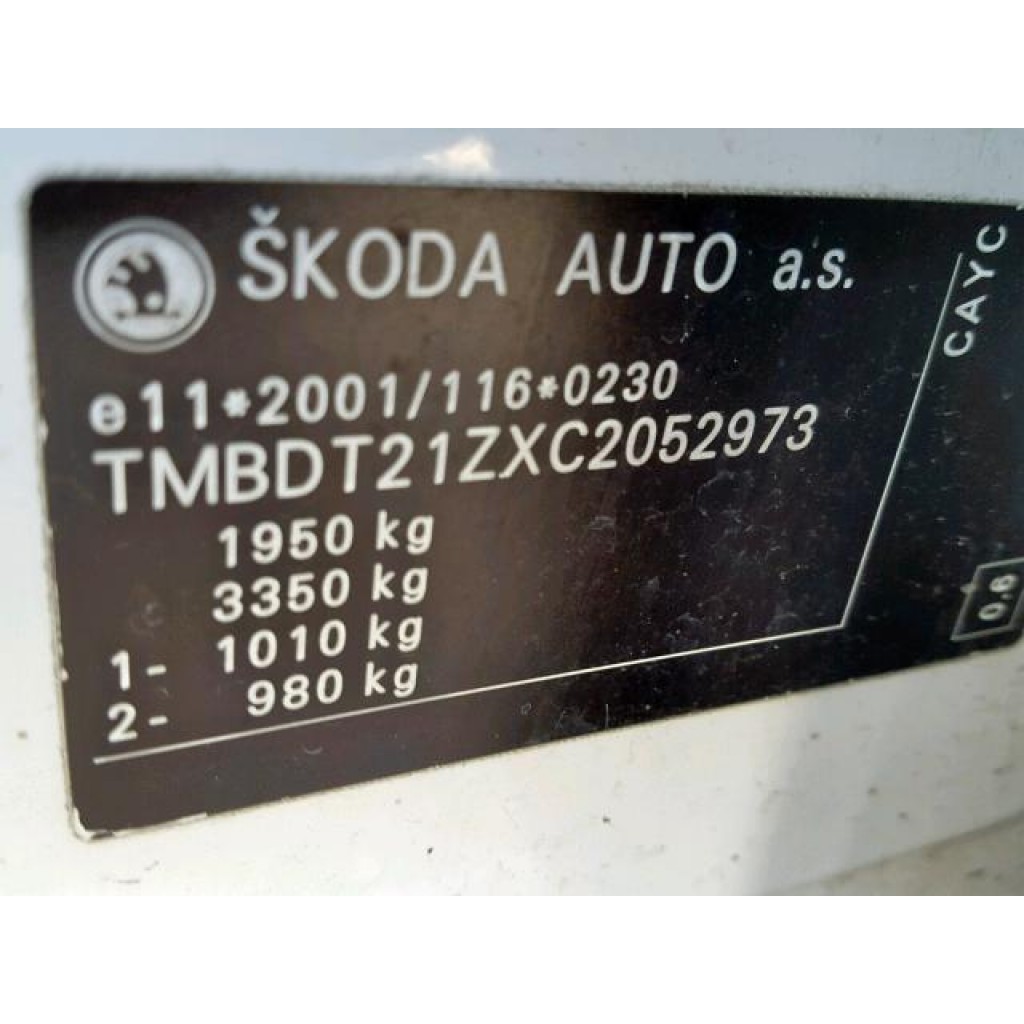 ŠKODA AUTO a.s.
e11*2001/116*0230
TMBDT21ZXC2052973
1950 kg
3350 kg
1- 1010 kg
2- 980 kg
CAYC
0,6